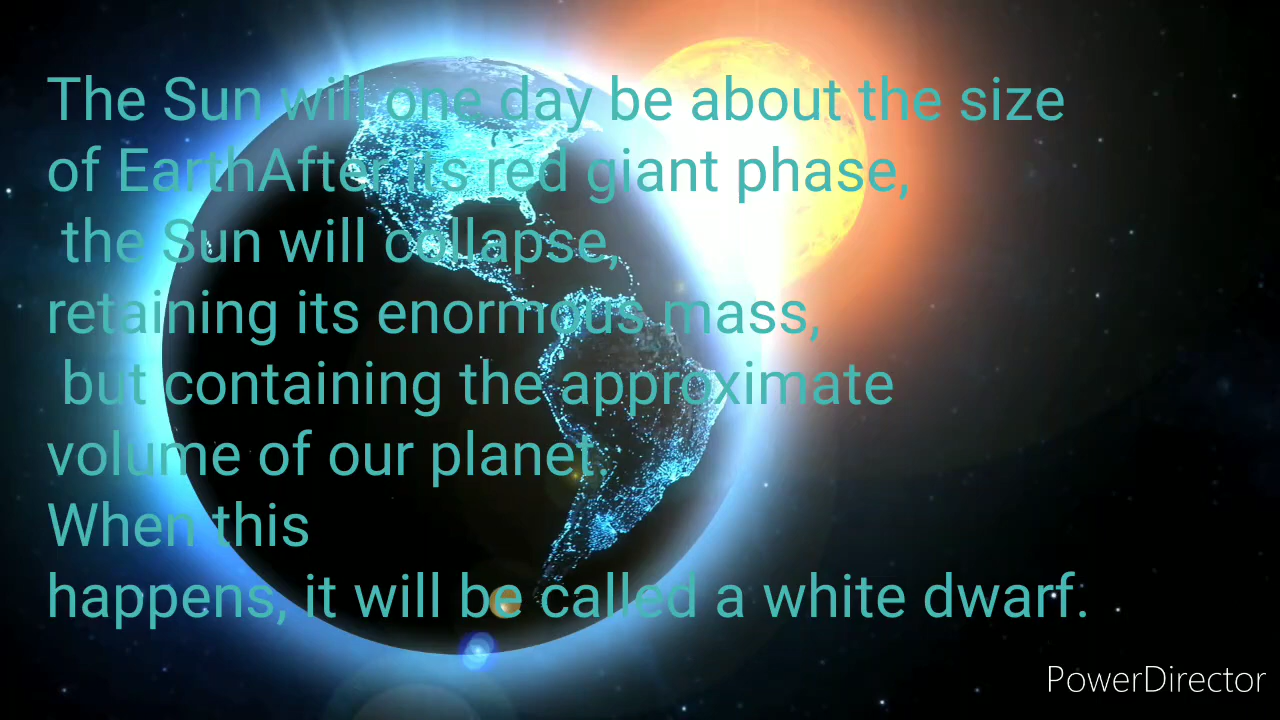 The Sun will one day be about the size
of EarthAfter its red giant phase,
the Sun will collapse,
retaining its enormous mass,
but containing the approximate
volume of our planet.
When this
happens, it will be called a white dwarf.
PowerDirector